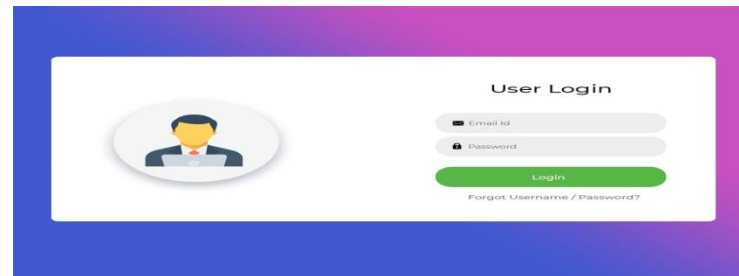 User Login
Email Id
Password
Login
Forgot Username / Password?